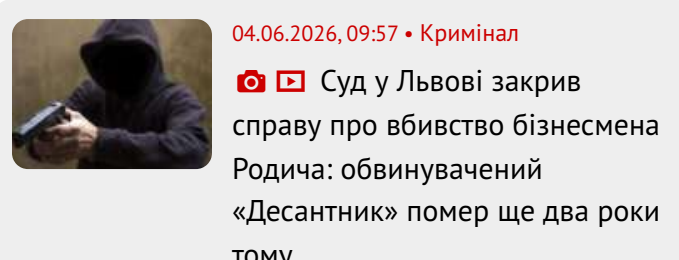 04.06.2026, 09:57 • Кримінал
Суд у Львові закрив
справу про вбивство бізнесмена
Родича: обвинувачений
«Десантник» помер ще два роки
тому